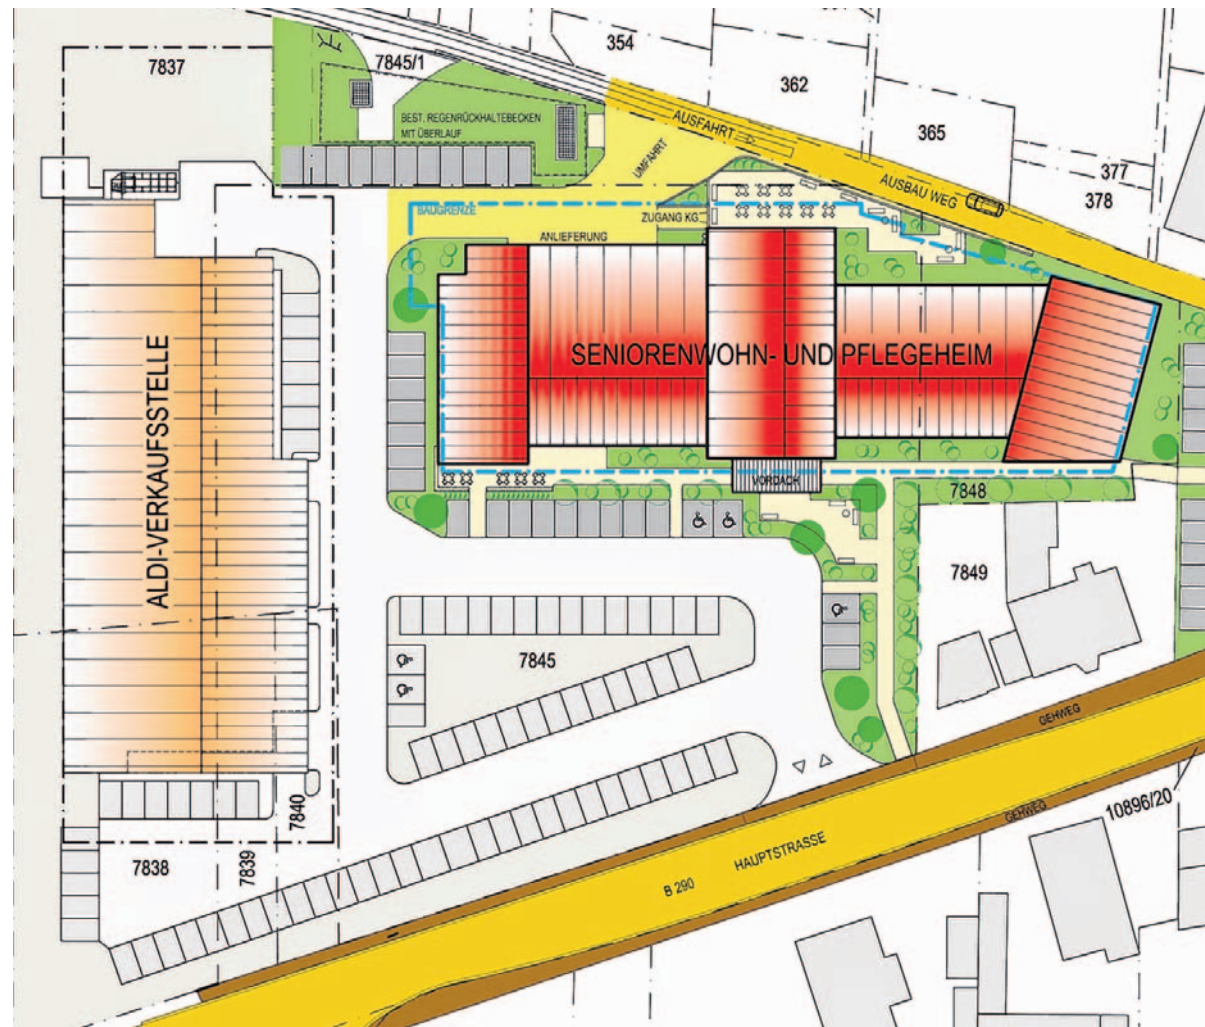 354
7837
7845/1
362
BEST. REGENRÜCKHALTEBECKEN
MIT ÜBERLAUF
AUSFAHRT
365
UMFAHRT
377
378
AUSBAU WEG
BAUGRENZE
ZUGANG KG
ANLIEFERUNG
SENIORENWOHN- UND PFLEGEHEIM
ALDI-VERKAUFSSTELLE
VORDACH
7848
7849
7845
GEHWEG
GEHWEG
10896/20
7840
HAUPTSTRASSE
B 290
7838
7839